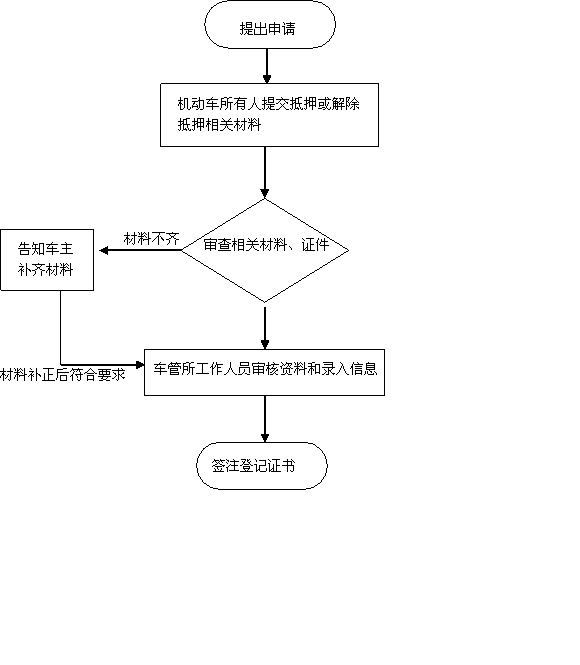 提出申请
机动车所有人提交抵押或解除
抵押相关材料
材料不齐
审查相关材料、证件
告知车主
补齐材料
车管所工作人员审核资料和录入信息
材料补正后符合要求
签注登记证书